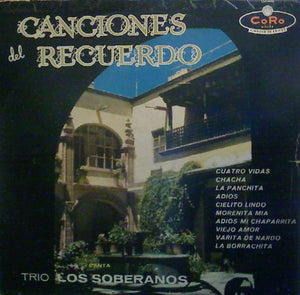 CANCIONES
del RECUERDO
CoRo
CUATRO VIDAS
CHACHA
LA PANCHITA
ADIOS
CIELITO LINDO
MORENITA MIA
ADIOS MI CHAPARRITA
VIEJO AMOR
VARITA DE NARDO
LA BORRACHITA
CANTA
TRIO LOS SOBERANOS